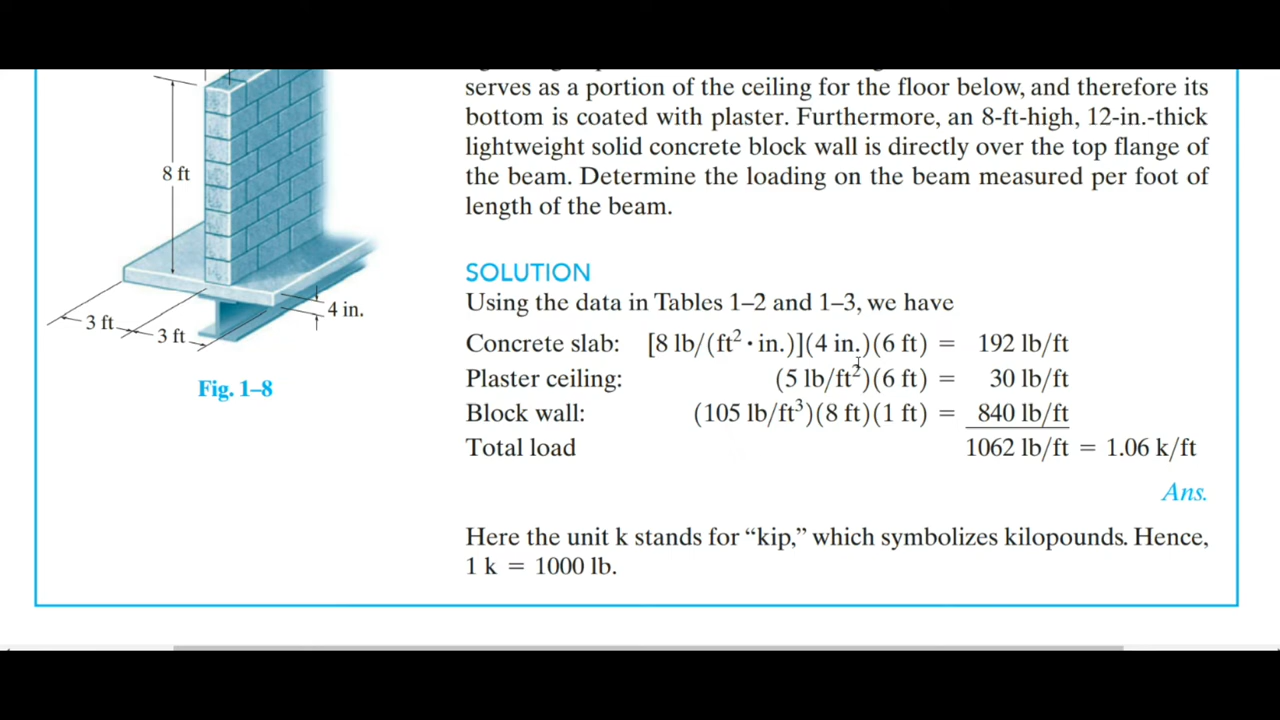 serves as a portion of the ceiling for the floor below, and therefore its
bottom is coated with plaster. Furthermore, an 8-ft-high, 12-in.-thick
lightweight solid concrete block wall is directly over the top flange of
the beam. Determine the loading on the beam measured per foot of
length of the beam.
8 ft
3 ft
3 ft
4 in.
Fig. 1–8
SOLUTION
Using the data in Tables 1–2 and 1–3, we have
Concrete slab: [8 lb/(ft² · in.)](4 in.)(6 ft) = 192 lb/ft
Plaster ceiling: (5 lb/ft²)(6 ft) = 30 lb/ft
Block wall: (105 lb/ft³)(8 ft)(1 ft) = 840 lb/ft
Total load 1062 lb/ft = 1.06 k/ft
Ans.
Here the unit k stands for “kip,” which symbolizes kilopounds. Hence,
1 k = 1000 lb.